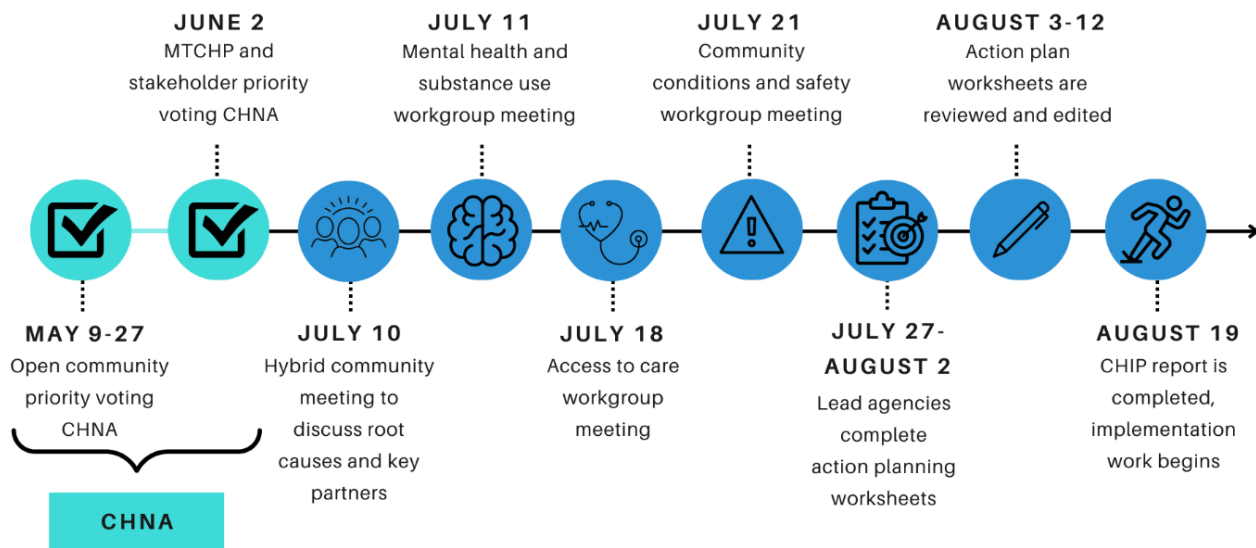 JUNE 2
MTCHP and
stakeholder priority
voting CHNA
JULY 11
Mental health and
substance use
workgroup meeting
JULY 21
Community
conditions and safety
workgroup meeting
AUGUST 3-12
Action plan
worksheets are
reviewed and edited
MAY 9-27
Open community
priority voting
CHNA
JULY 10
Hybrid community
meeting to
discuss root
causes and key
partners
JULY 18
Access to care
workgroup
meeting
JULY 27-
AUGUST 2
Lead agencies
complete
action planning
worksheets
AUGUST 19
CHIP report is
completed,
implementation
work begins
CHNA